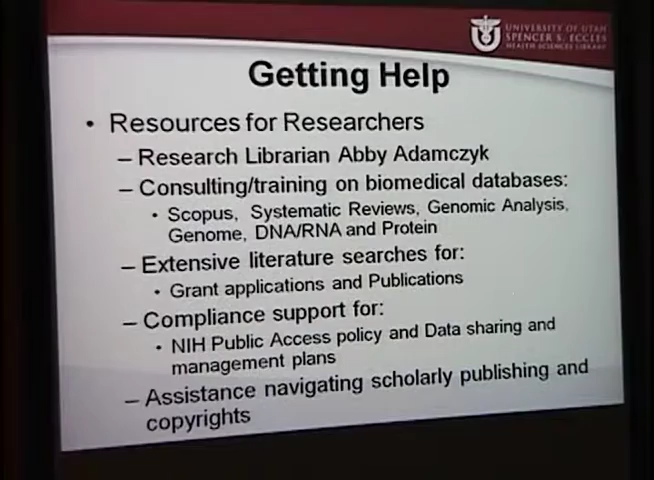 UNIVERSITY OF UTAH
SPENCER S. ECCLES
HEALTH SCIENCES LIBRARY
Getting Help
• Resources for Researchers
– Research Librarian Abby Adamczyk
– Consulting/training on biomedical databases:
• Scopus, Systematic Reviews, Genomic Analysis,
Genome, DNA/RNA and Protein
– Extensive literature searches for:
• Grant applications and Publications
– Compliance support for:
• NIH Public Access policy and Data sharing and
management plans
– Assistance navigating scholarly publishing and
copyrights